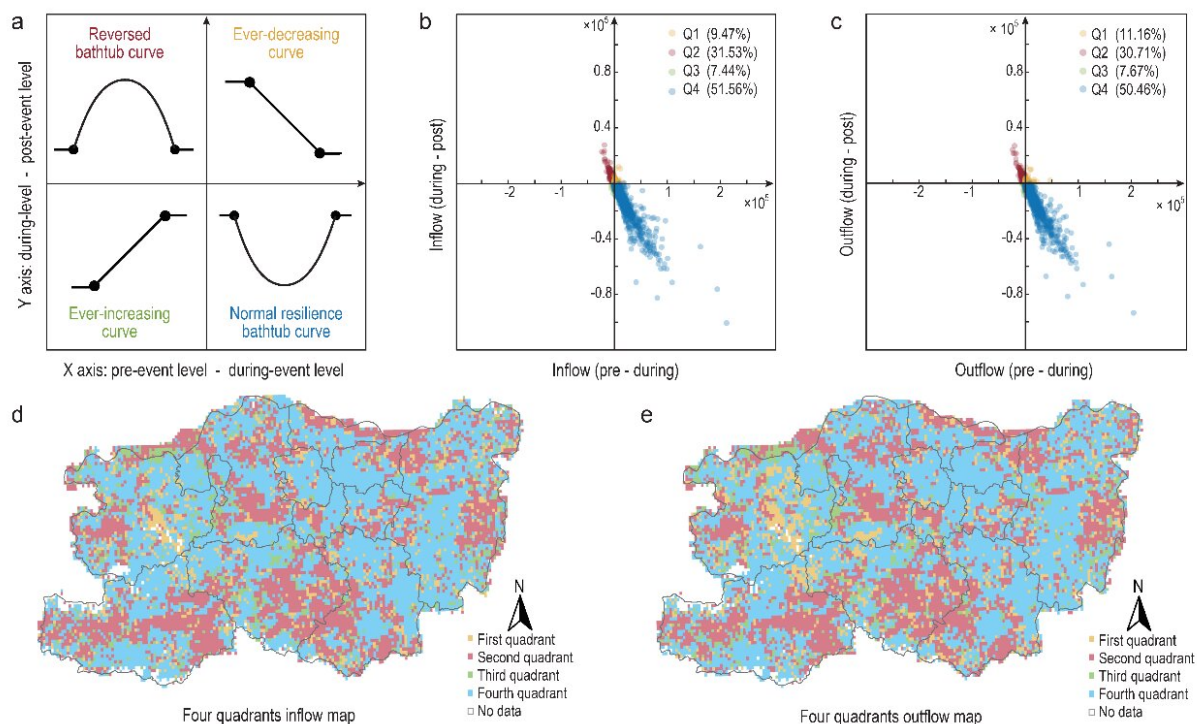 a
Reversed
bathtub curve
Ever-decreasing
curve
Ever-increasing
curve
Normal resilience
bathtub curve
Y axis: during-level - post-event level
X axis: pre-event level - during-event level
b
×10⁵
Q1 (9.47%)
Q2 (31.53%)
Q3 (7.44%)
Q4 (51.56%)
0.8
0.4
-2
-1
1
2
×10⁵
-0.4
-0.8
Inflow (during - post)
Inflow (pre - during)
c
×10⁵
Q1 (11.16%)
Q2 (30.71%)
Q3 (7.67%)
Q4 (50.46%)
0.8
0.4
-2
-1
1
2
×10⁵
-0.4
-0.8
Outflow (during - post)
Outflow (pre - during)
d
N
First quadrant
Second quadrant
Third quadrant
Fourth quadrant
No data
Four quadrants inflow map
e
N
First quadrant
Second quadrant
Third quadrant
Fourth quadrant
No data
Four quadrants outflow map